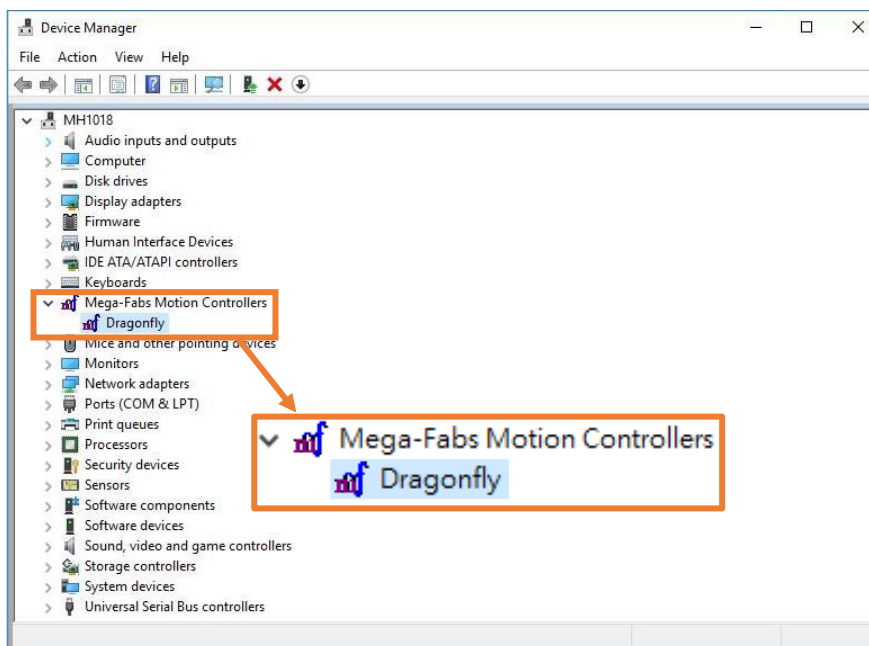 Device Manager
File Action View Help
MH1018
Audio inputs and outputs
Computer
Disk drives
Display adapters
Firmware
Human Interface Devices
IDE ATA/ATAPI controllers
Keyboards
Mega-Fabs Motion Controllers
Dragonfly
Mice and other pointing devices
Monitors
Network adapters
Ports (COM & LPT)
Print queues
Processors
Security devices
Sensors
Software components
Software devices
Sound, video and game controllers
Storage controllers
System devices
Universal Serial Bus controllers
Mega-Fabs Motion Controllers
Dragonfly